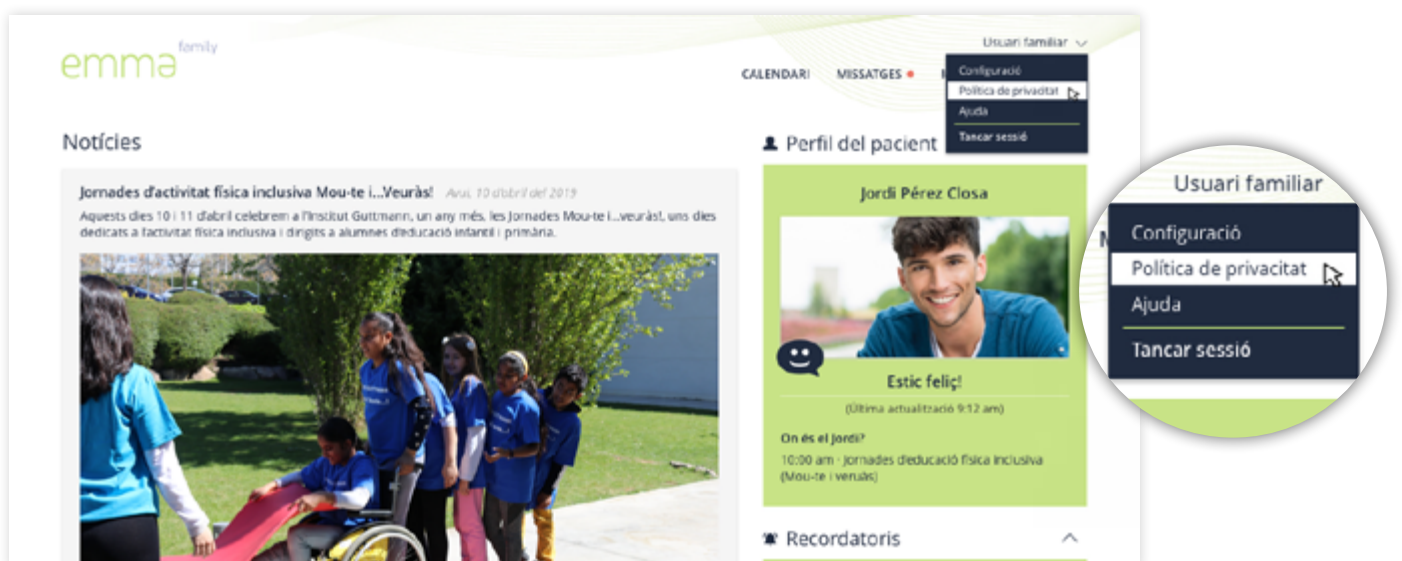 emma family
Usuari familiar
CALENDARI MISSATGES
Configuració
Política de privacitat
Ajuda
Tancar sessió
Notícies
Jornades d'activitat física inclusiva Mou-te i...Veuràs! Avui, 10 d'abril del 2019
Aquests dies 10 i 11 d'abril celebrem a l'Institut Guttmann, un any més, les Jornades Mou-te i...veuràs!, uns dies
dedicats a l'activitat física inclusiva i dirigits a alumnes d'educació infantil i primària.
Perfil del pacient
Jordi Pérez Closa
Estic feliç!
(Última actualització 9:12 am)
On és el Jordi?
10:00 am - Jornades d'educació física inclusiva
(Mou-te i veruàs)
Recordatoris
Usuari familiar
Configuració
Política de privacitat
Ajuda
Tancar sessió